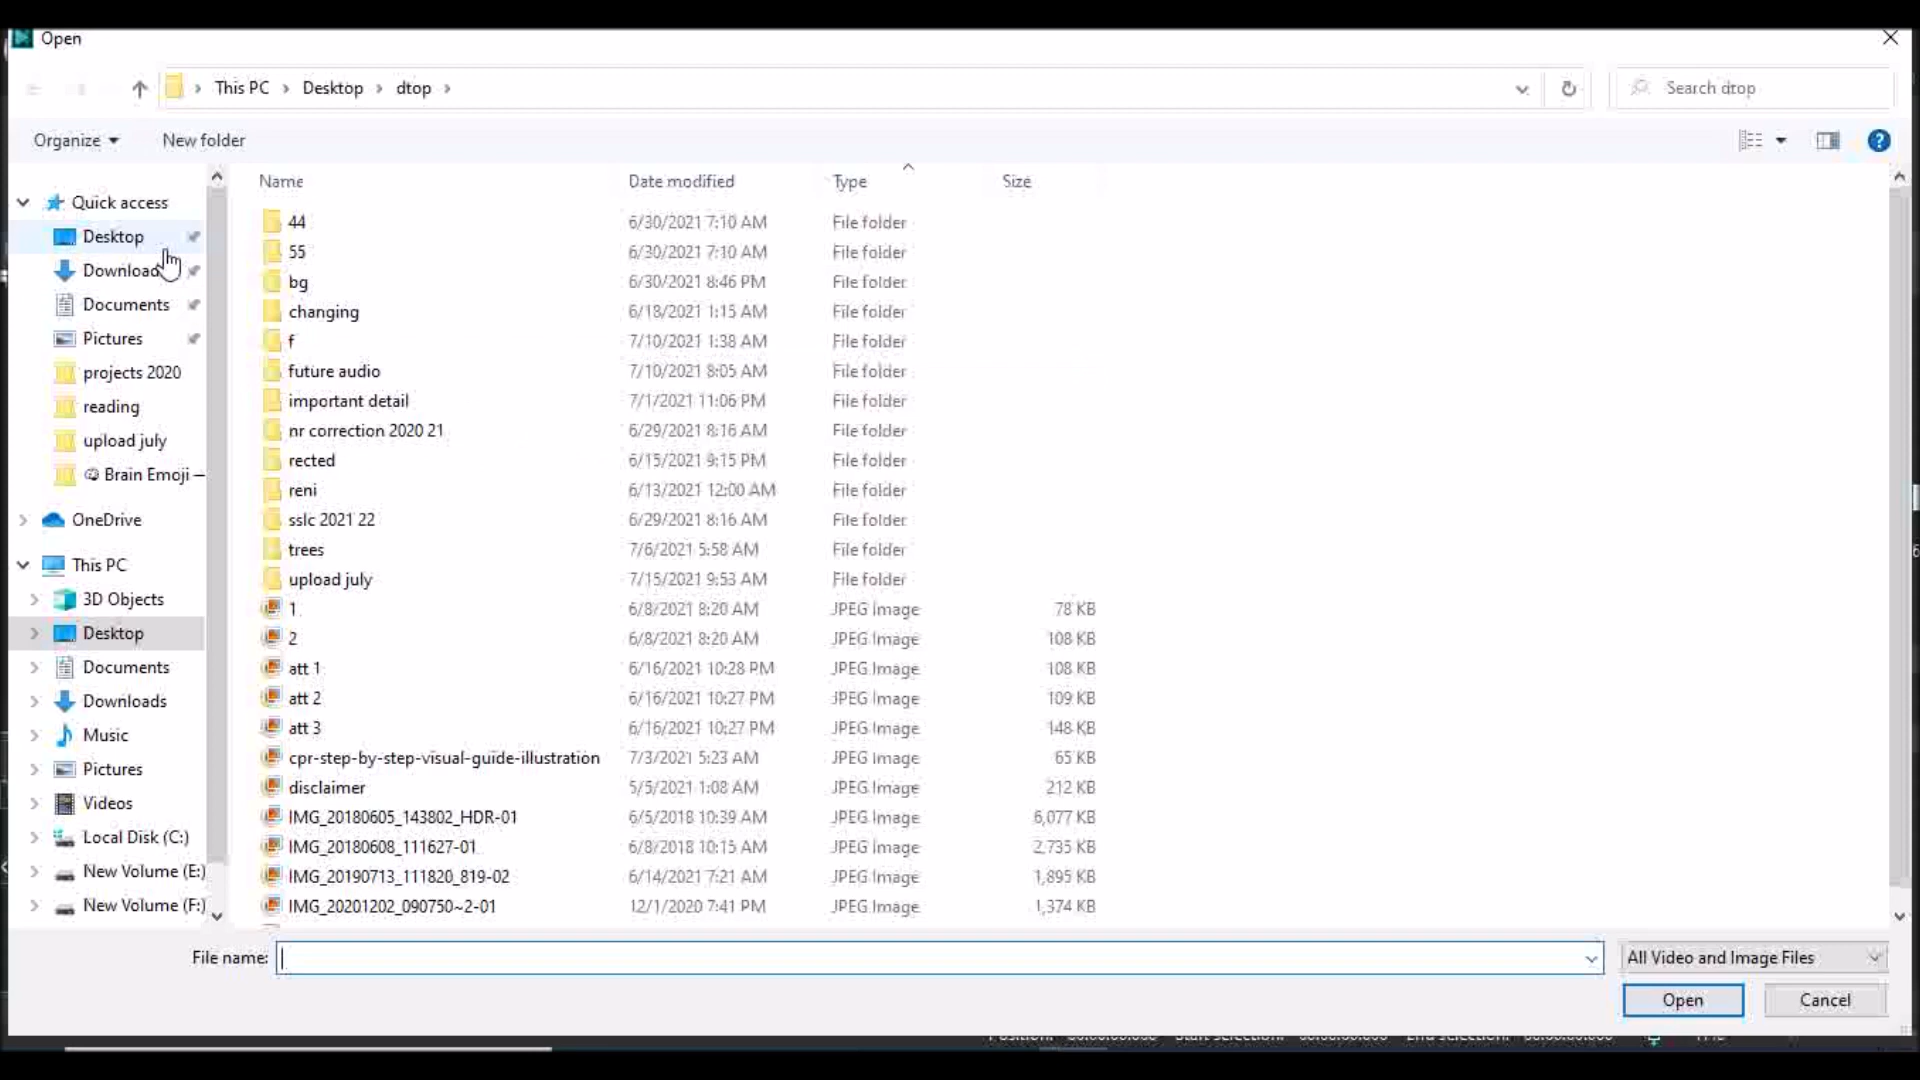 Open
This PC > Desktop > dtop >
Search dtop
Organize
New folder
Name Date modified Type Size
Quick access
Desktop
Download
Documents
Pictures
projects 2020
reading
upload july
Brain Emoji –
OneDrive
This PC
3D Objects
Desktop
Documents
Downloads
Music
Pictures
Videos
Local Disk (C:)
New Volume (E:)
New Volume (F:)
44 6/30/2021 7:10 AM File folder
55 6/30/2021 7:10 AM File folder
bg 6/30/2021 8:46 PM File folder
changing 6/18/2021 1:15 AM File folder
f 7/10/2021 1:38 AM File folder
future audio 7/10/2021 8:05 AM File folder
important detail 7/1/2021 11:06 PM File folder
nr correction 2020 21 6/29/2021 8:16 AM File folder
rected 6/15/2021 9:15 PM File folder
reni 6/13/2021 12:00 AM File folder
sslc 2021 22 6/29/2021 8:16 AM File folder
trees 7/6/2021 5:58 AM File folder
upload july 7/15/2021 9:53 AM File folder
1 6/8/2021 8:20 AM JPEG Image 78 KB
2 6/8/2021 8:20 AM JPEG Image 108 KB
att 1 6/16/2021 10:28 PM JPEG Image 108 KB
att 2 6/16/2021 10:27 PM JPEG Image 109 KB
att 3 6/16/2021 10:27 PM JPEG Image 148 KB
cpr-step-by-step-visual-guide-illustration 7/3/2021 5:23 AM JPEG Image 65 KB
disclaimer 5/5/2021 1:08 AM JPEG Image 212 KB
IMG_20180605_143802_HDR-01 6/5/2018 10:39 AM JPEG Image 6,077 KB
IMG_20180608_111627-01 6/8/2018 10:15 AM JPEG Image 2,735 KB
IMG_20190713_111820_819-02 6/14/2021 7:21 AM JPEG Image 1,895 KB
IMG_20201202_090750~2-01 12/1/2020 7:41 PM JPEG Image 1,374 KB
File name:
All Video and Image Files
Open
Cancel